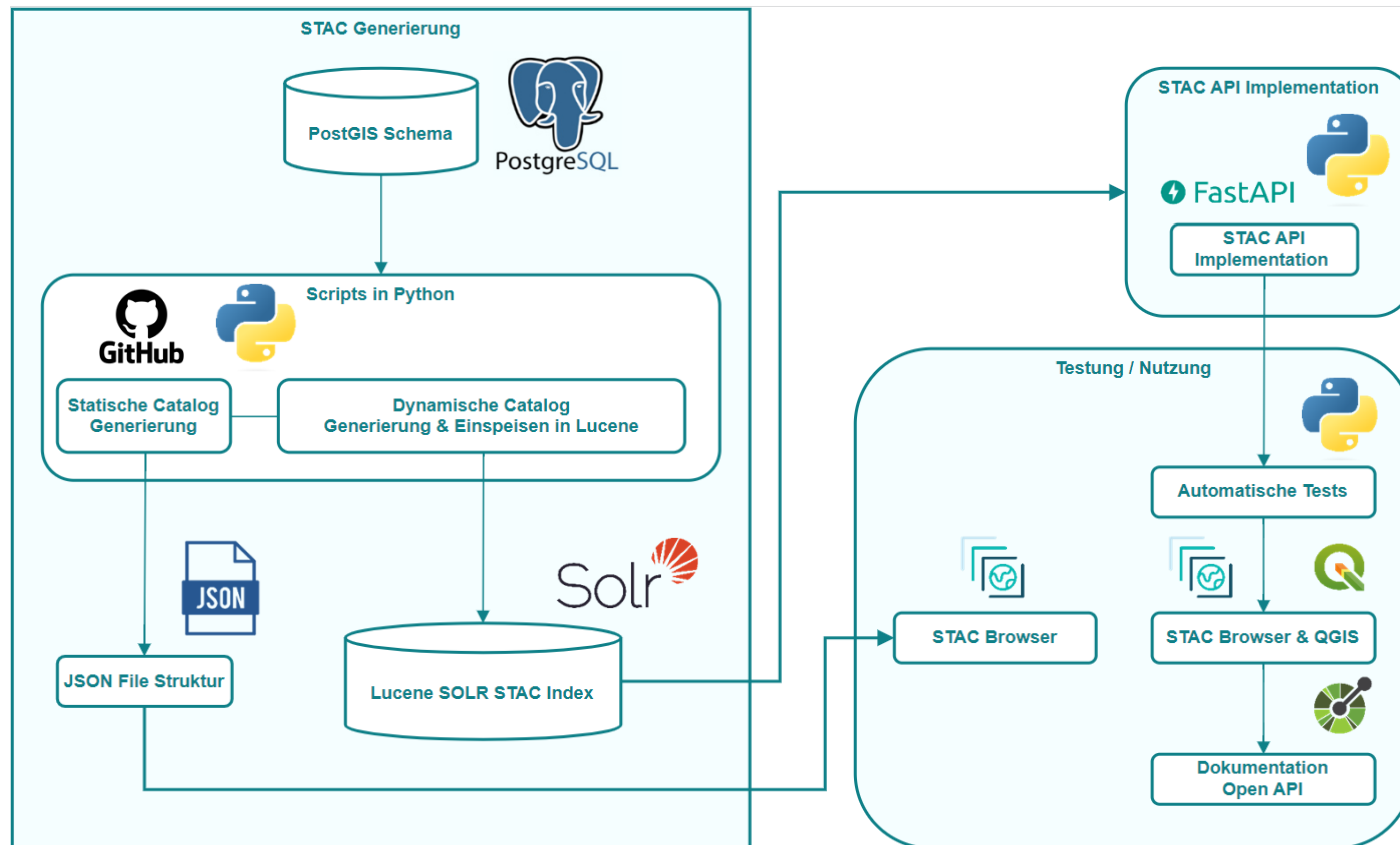 STAC Generierung
PostGIS Schema
PostgreSQL
Scripts in Python
GitHub
Statische Catalog
Generierung
Dynamische Catalog
Generierung & Einspeisen in Lucene
JSON
Solr
JSON File Struktur
Lucene SOLR STAC Index
STAC API Implementation
FastAPI
STAC API
Implementation
Testung / Nutzung
Automatische Tests
STAC Browser
STAC Browser & QGIS
Dokumentation
Open API